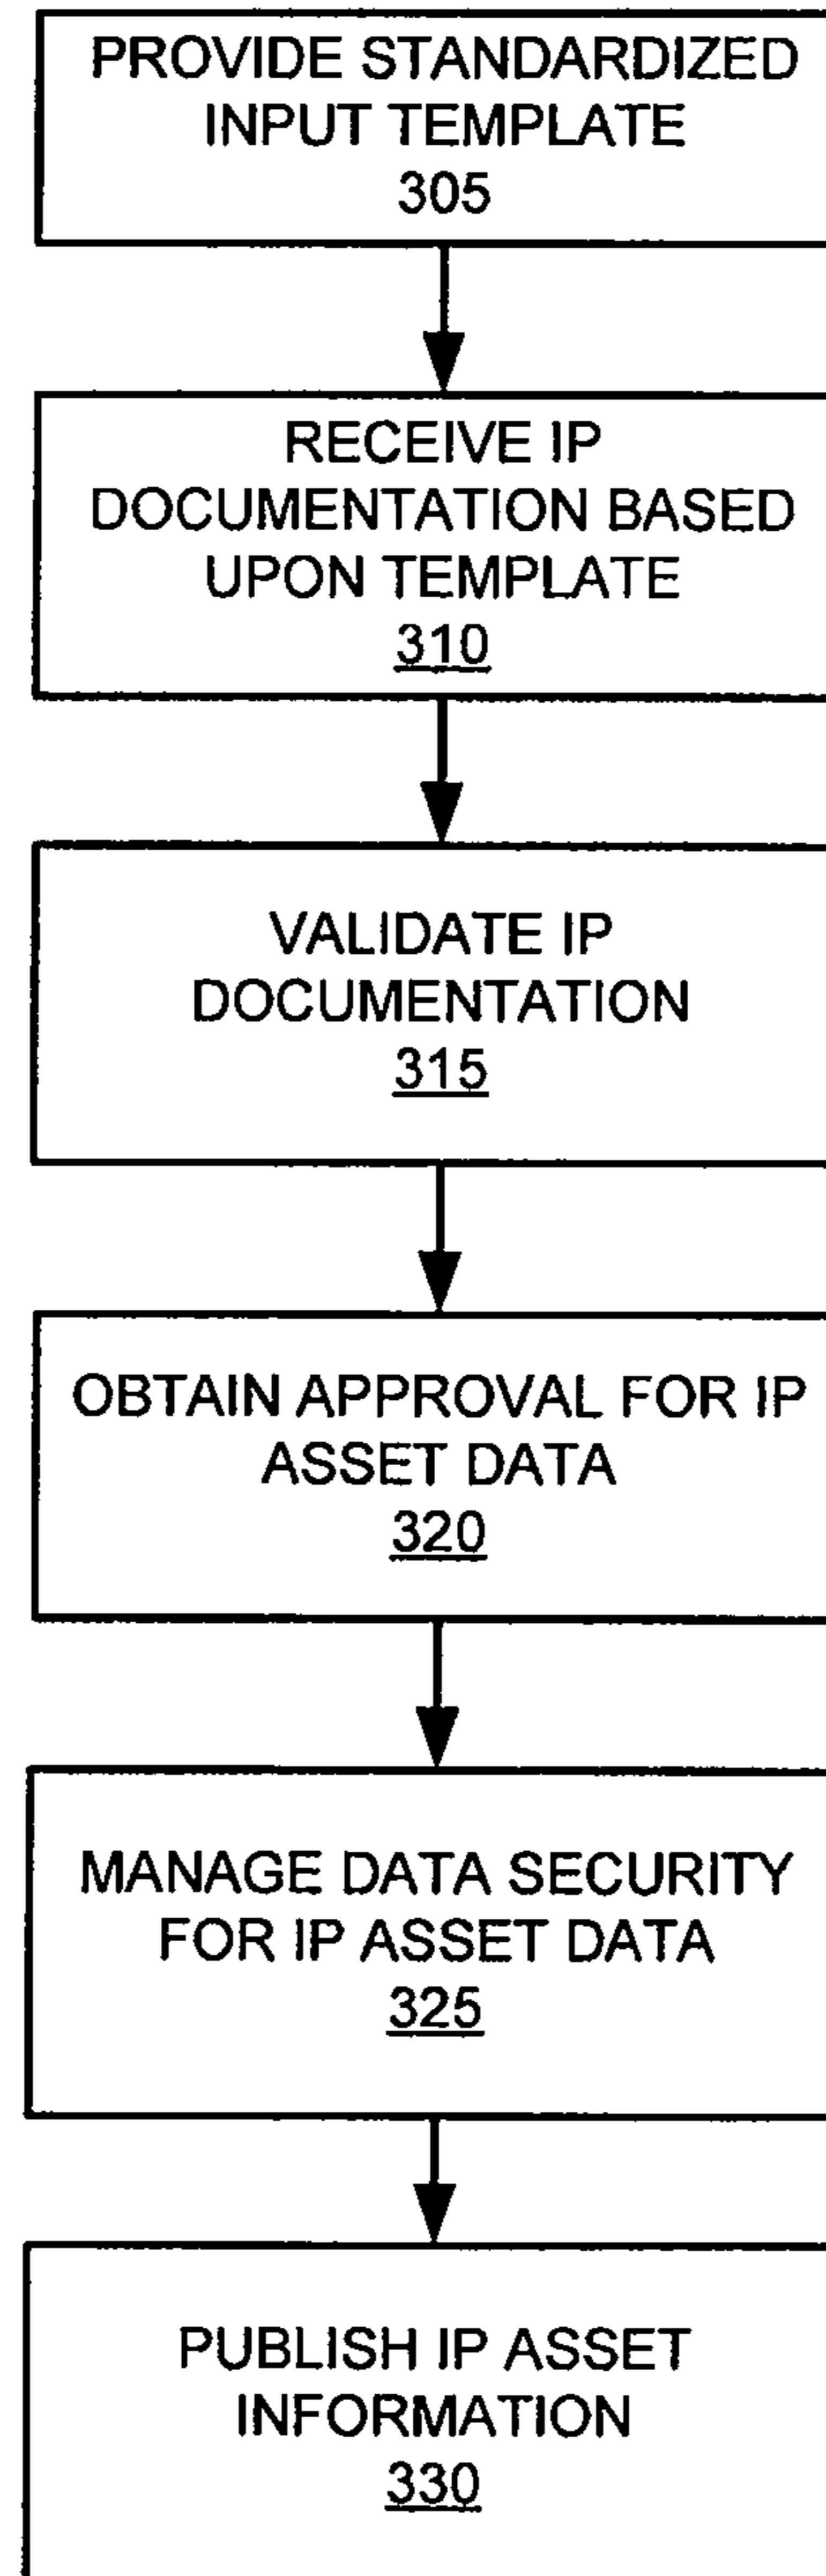 PROVIDE STANDARDIZED
INPUT TEMPLATE
305
RECEIVE IP
DOCUMENTATION BASED
UPON TEMPLATE
310
VALIDATE IP
DOCUMENTATION
315
OBTAIN APPROVAL FOR IP
ASSET DATA
320
MANAGE DATA SECURITY
FOR IP ASSET DATA
325
PUBLISH IP ASSET
INFORMATION
330